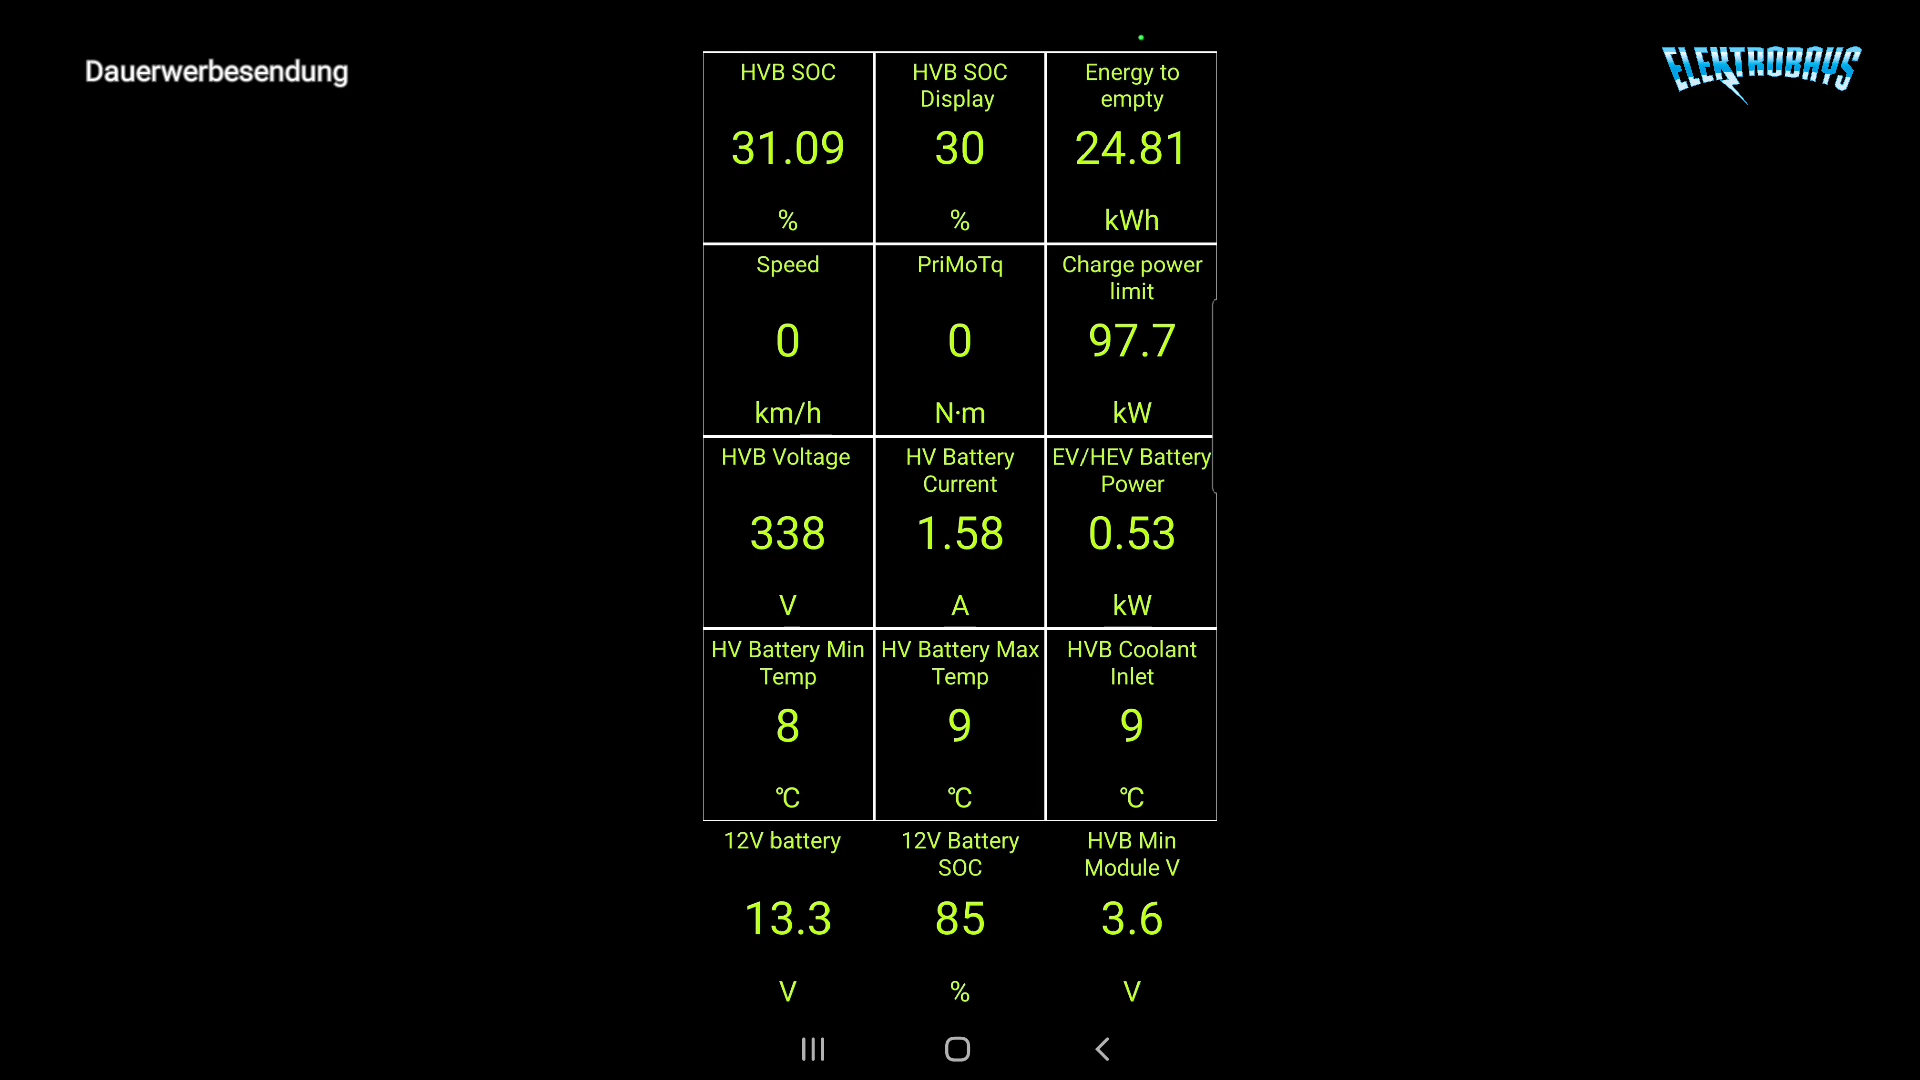 Dauerwerbesendung
ELEKTROBAYS
HVB SOC
31.09
%
HVB SOC
Display
30
%
Energy to
empty
24.81
kWh
Speed
0
km/h
PriMoTq
0
N·m
Charge power
limit
97.7
kW
HVB Voltage
338
V
HV Battery
Current
1.58
A
EV/HEV Battery
Power
0.53
kW
HV Battery Min
Temp
8
°C
HV Battery Max
Temp
9
°C
HVB Coolant
Inlet
9
°C
12V battery
13.3
V
12V Battery
SOC
85
%
HVB Min
Module V
3.6
V